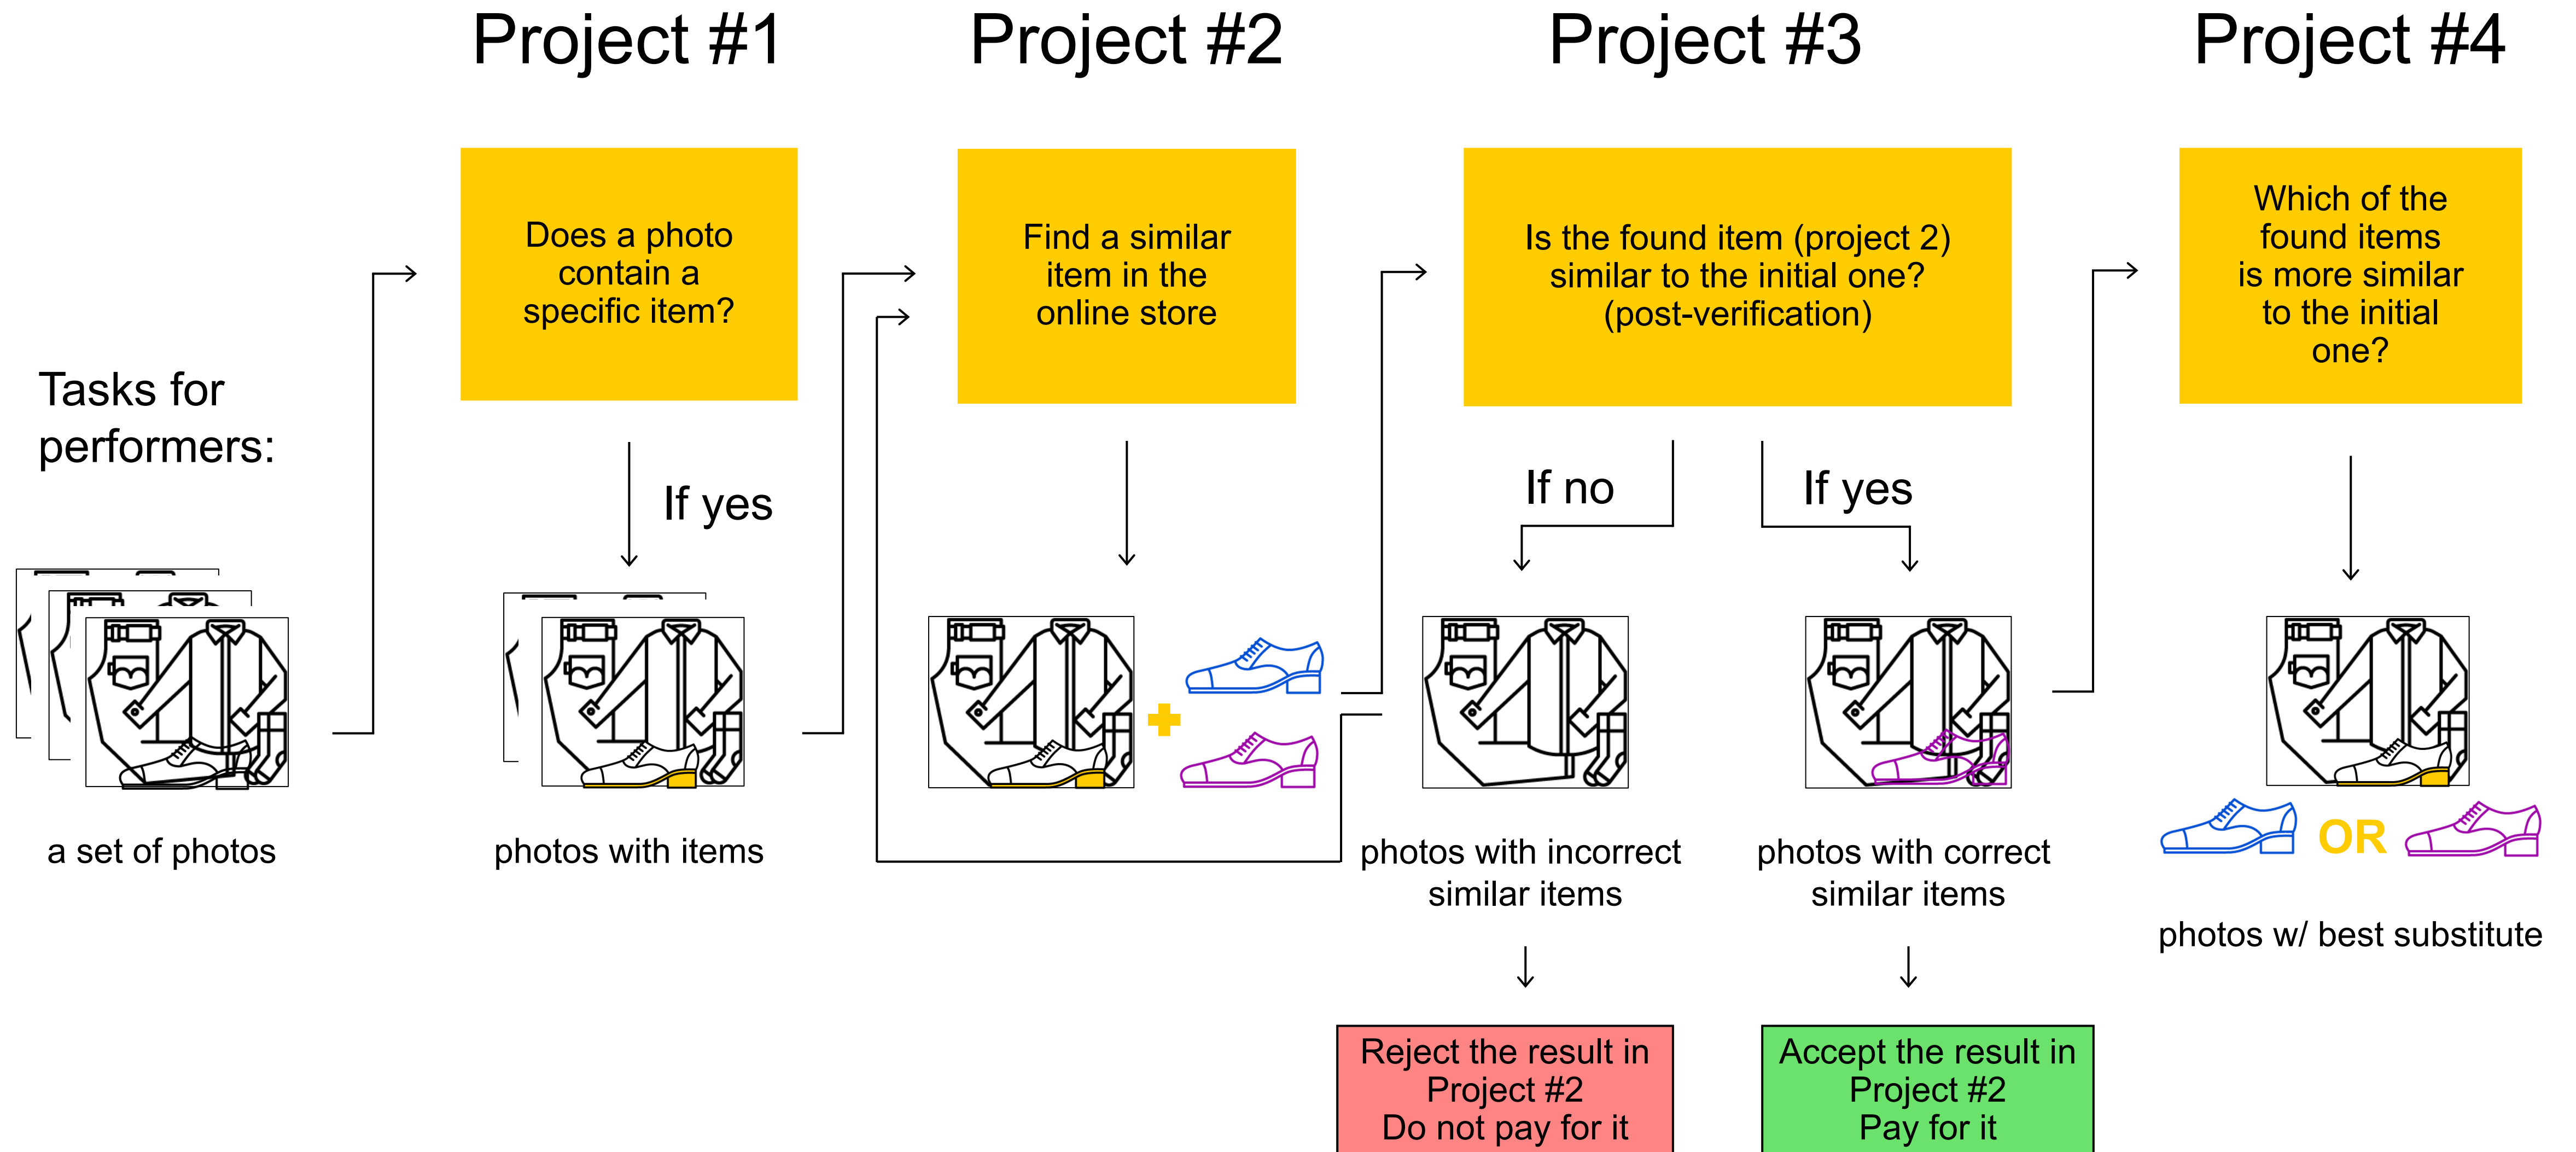 Project #1
Project #2
Project #3
Project #4
Tasks for
performers:
Does a photo
contain a
specific item?
Find a similar
item in the
online store
Is the found item (project 2)
similar to the initial one?
(post-verification)
Which of the
found items
is more similar
to the initial
one?
If yes
If no
If yes
OR
a set of photos
photos with items
photos with incorrect
similar items
photos with correct
similar items
photos w/ best substitute
Reject the result in
Project #2
Do not pay for it
Accept the result in
Project #2
Pay for it